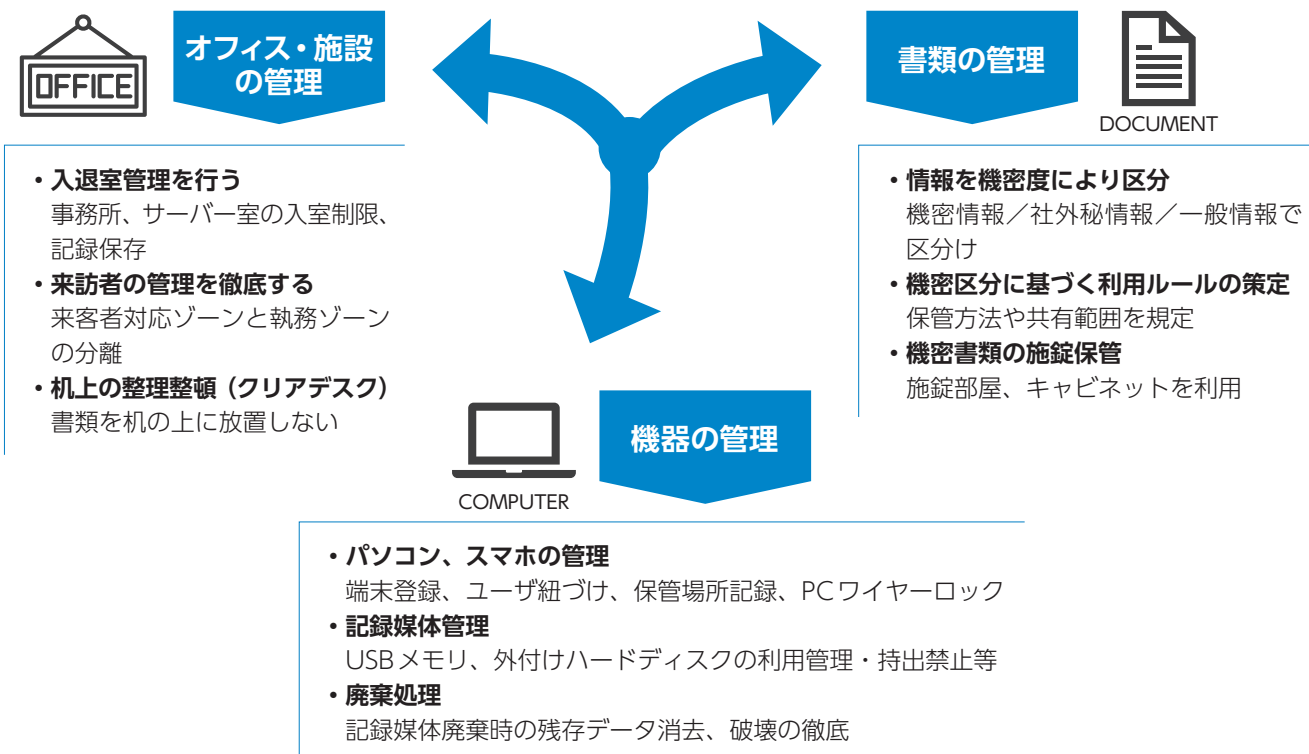 OFFICE
オフィス・施設
の管理
・入退室管理を行う
事務所、サーバー室の入室制限、
記録保存
・来訪者の管理を徹底する
来客者対応ゾーンと執務ゾーン
の分離
・机上の整理整頓（クリアデスク）
書類を机の上に放置しない
書類の管理
DOCUMENT
・情報を機密度により区分
機密情報／社外秘情報／一般情報で
区分け
・機密区分に基づく利用ルールの策定
保管方法や共有範囲を規定
・機密書類の施錠保管
施錠部屋、キャビネットを利用
機器の管理
COMPUTER
・パソコン、スマホの管理
端末登録、ユーザ紐づけ、保管場所記録、PCワイヤーロック
・記録媒体管理
USBメモリ、外付けハードディスクの利用管理・持出禁止等
・廃棄処理
記録媒体廃棄時の残存データ消去、破壊の徹底